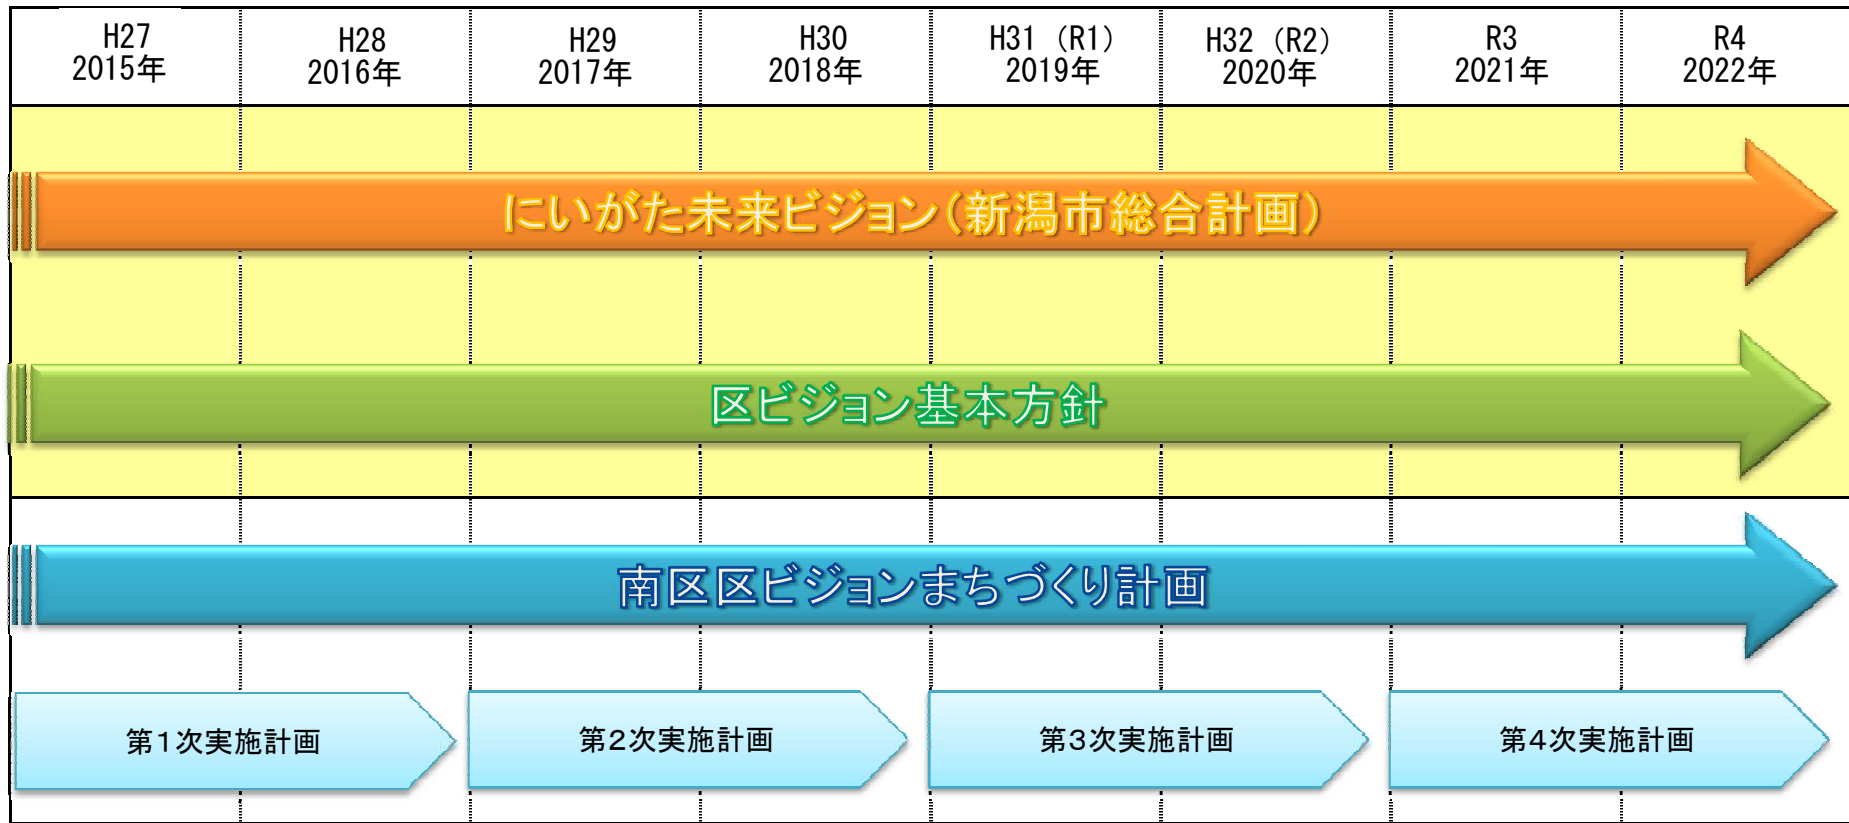 H27
2015年
H28
2016年
H29
2017年
H30
2018年
H31（R1）
2019年
H32（R2）
2020年
R3
2021年
R4
2022年
にいがた未来ビジョン（新潟市総合計画）
区ビジョン基本方針
南区区ビジョンまちづくり計画
第1次実施計画
第2次実施計画
第3次実施計画
第4次実施計画